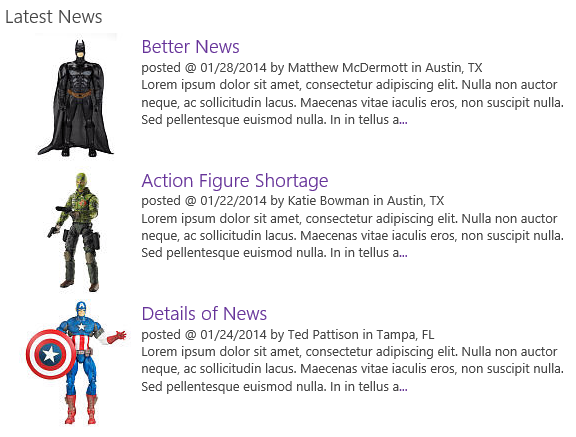 Latest News
Better News
posted @ 01/28/2014 by Matthew McDermott in Austin, TX
Lorem ipsum dolor sit amet, consectetur adipiscing elit. Nulla non auctor
neque, ac sollicitudin lacus. Maecenas vitae iaculis eros, non suscipit nulla.
Sed pellentesque euismod nulla. In in tellus a...
Action Figure Shortage
posted @ 01/22/2014 by Katie Bowman in Austin, TX
Lorem ipsum dolor sit amet, consectetur adipiscing elit. Nulla non auctor
neque, ac sollicitudin lacus. Maecenas vitae iaculis eros, non suscipit nulla.
Sed pellentesque euismod nulla. In in tellus a...
Details of News
posted @ 01/24/2014 by Ted Pattison in Tampa, FL
Lorem ipsum dolor sit amet, consectetur adipiscing elit. Nulla non auctor
neque, ac sollicitudin lacus. Maecenas vitae iaculis eros, non suscipit nulla.
Sed pellentesque euismod nulla. In in tellus a...